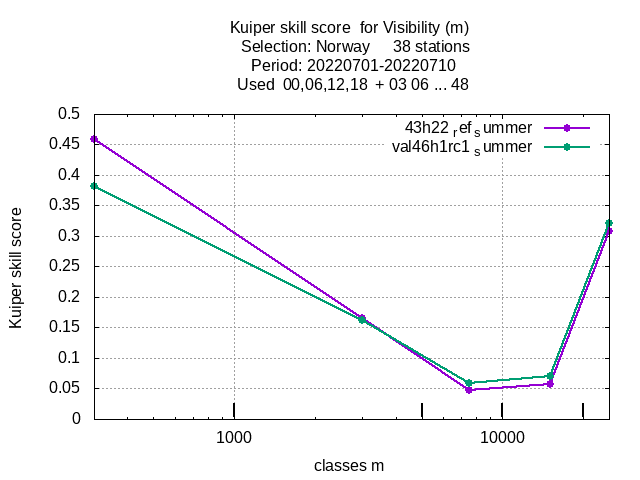 Kuiper skill score  for Visibility (m)
Selection: Norway     38 stations
Period: 20220701-20220710
Used  00,06,12,18  + 03 06 ... 48
43h22 ref summer
val46h1rc1 summer
0.5
0.45
0.4
0.35
0.3
0.25
0.2
0.15
0.1
0.05
0
Kuiper skill score
1000
10000
classes m